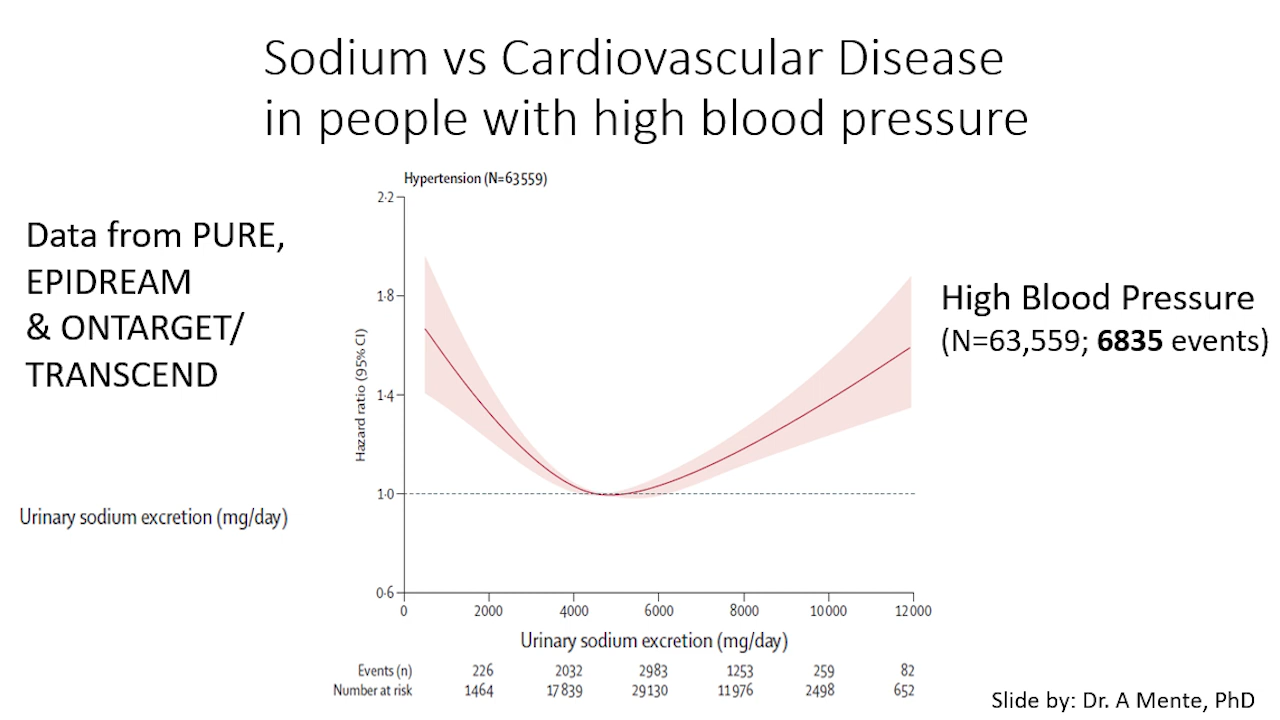 Sodium vs Cardiovascular Disease
in people with high blood pressure
Data from PURE,
EPIDREAM
& ONTARGET/
TRANSCEND
Urinary sodium excretion (mg/day)
Hypertension (N=63559)
2·2
1·8
1·4
1·0
0·6
Hazard ratio (95% CI)
0 2000 4000 6000 8000 10000 12000
Urinary sodium excretion (mg/day)
Events (n) 226 2032 2983 1253 259 82
Number at risk 1464 17839 29130 11976 2498 652
High Blood Pressure
(N=63,559; 6835 events)
Slide by: Dr. A Mente, PhD